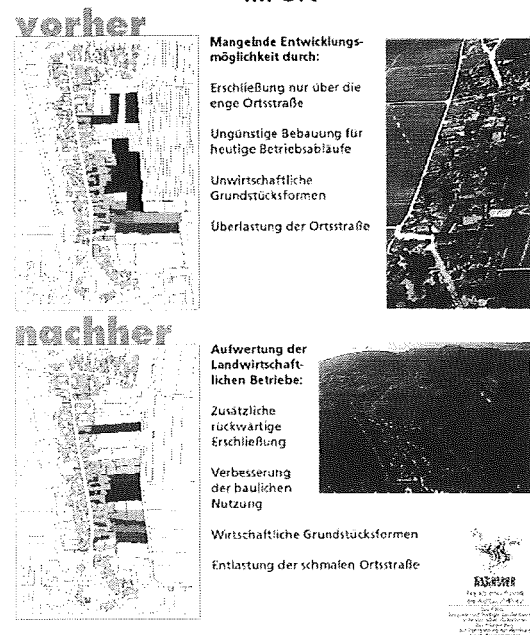 vorher
Mangelnde Entwicklungs-
möglichkeit durch:
Erschließung nur über die
enge Ortsstraße
Ungünstige Bebauung für
heutige Betriebsabläufe
Unwirtschaftliche
Grundstücksformen
Überlastung der Ortsstraße
nachher
Aufwertung der
Landwirtschaft-
lichen Betriebe:
Zusätzliche
rückwärtige
Erschließung
Verbesserung
der baulichen
Nutzung
Wirtschaftliche Grundstücksformen
Entlastung der schmalen Ortsstraße